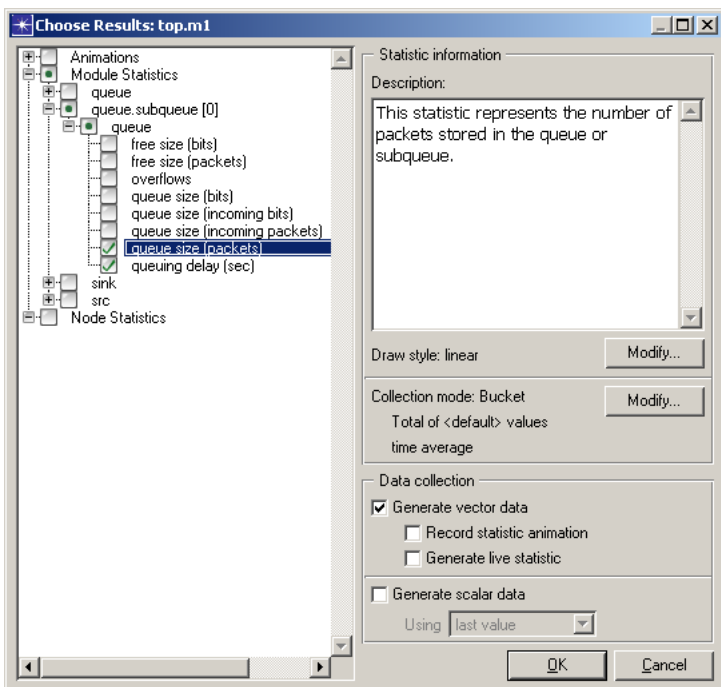 Choose Results: top.m1
Animations
Module Statistics
queue
queue.subqueue [0]
queue
free size (bits)
free size (packets)
overflows
queue size (bits)
queue size (incoming bits)
queue size (incoming packets)
queue size (packets)
queuing delay (sec)
sink
src
Node Statistics
Statistic information
Description:
This statistic represents the number of
packets stored in the queue or
subqueue.
Draw style: linear
Modify...
Collection mode: Bucket
Modify...
Total of <default> values
time average
Data collection
Generate vector data
Record statistic animation
Generate live statistic
Generate scalar data
Using last value
OK
Cancel